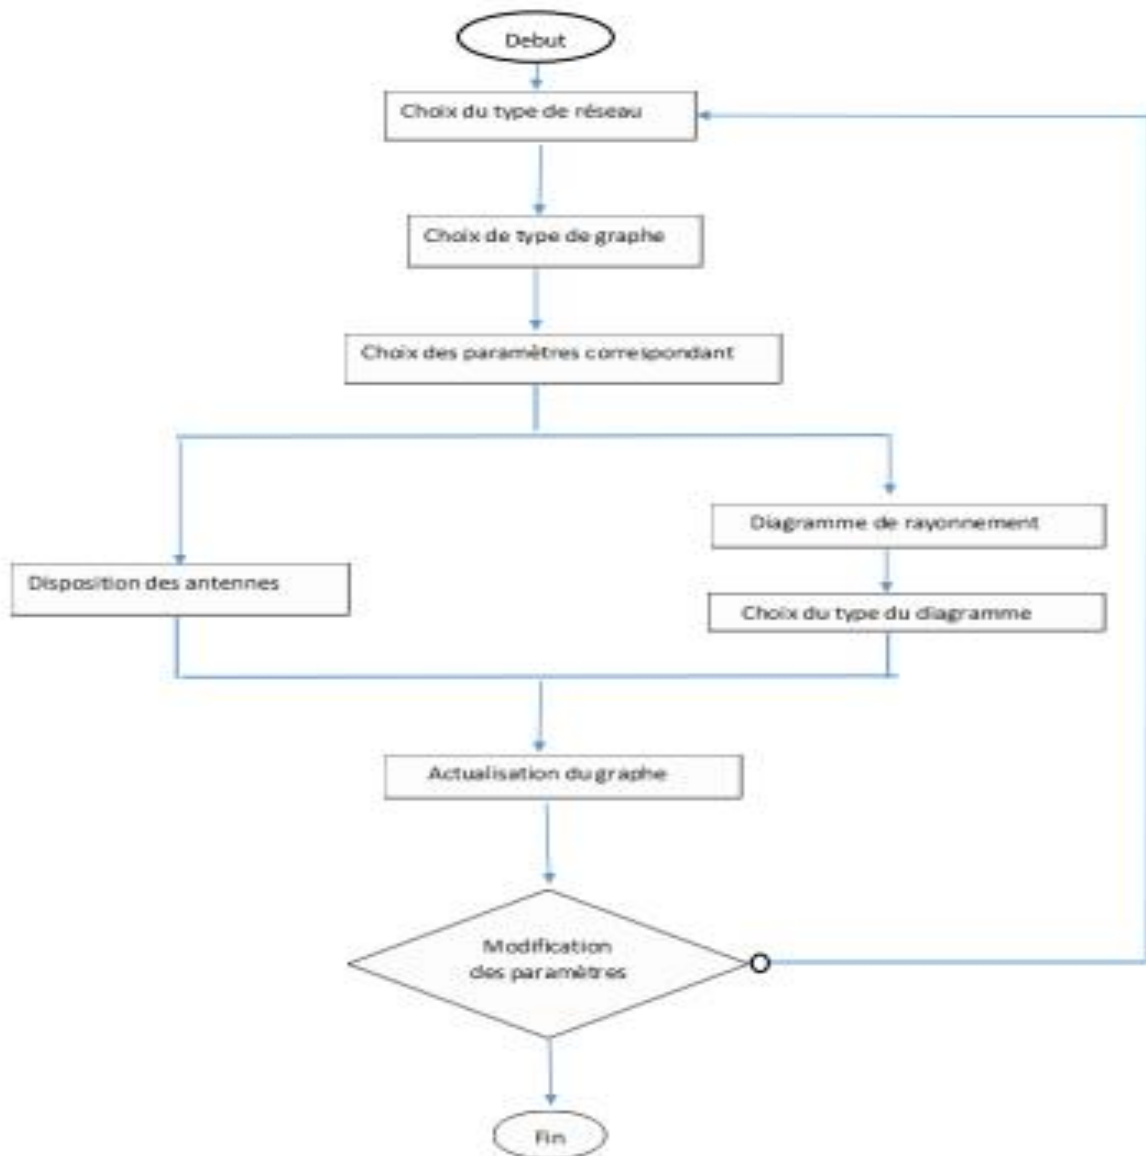 Debut
Choix du type de réseau
Choix de type de graphe
Choix des paramètres correspondant
Diagramme de rayonnement
Disposition des antennes
Choix du type du diagramme
Actualisation du graphe
Modification
des paramètres
Fin